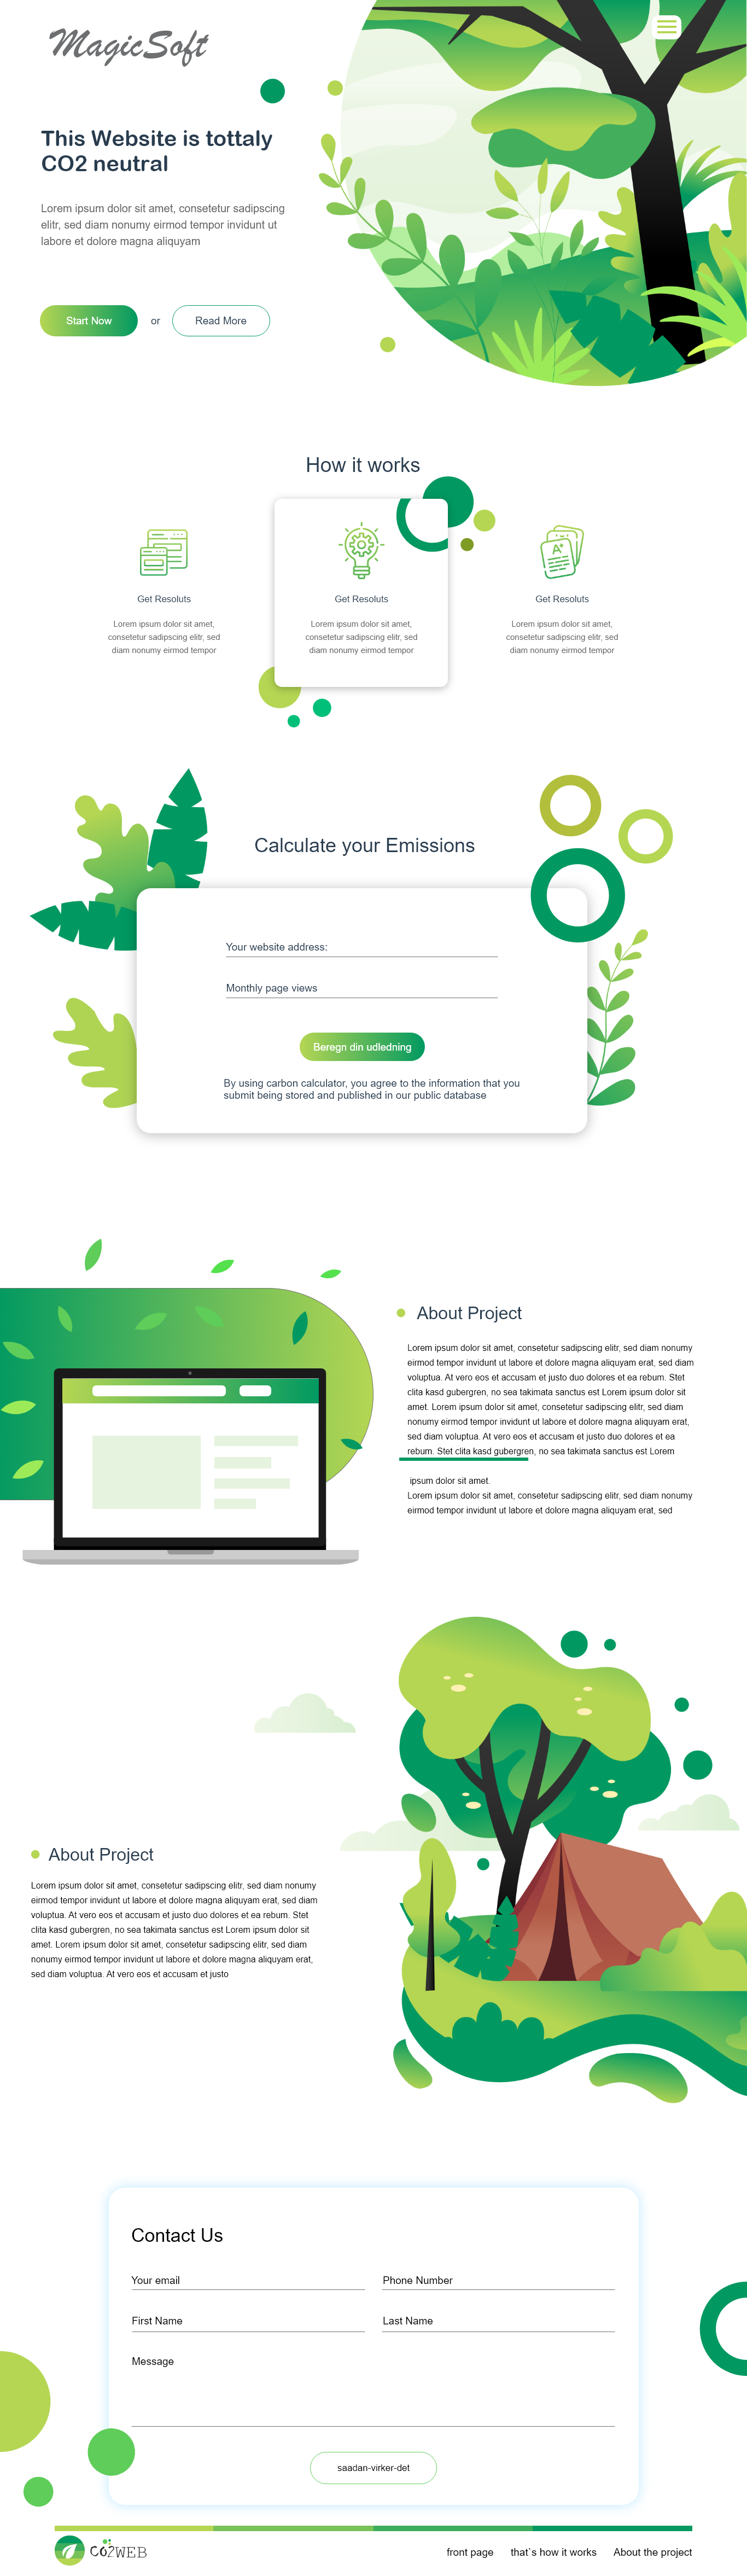 MagicSoft
This Website is tottaly
CO2 neutral
Lorem ipsum dolor sit amet, consetetur sadipscing
elitr, sed diam nonumy eirmod tempor invidunt ut
labore et dolore magna aliquyam
Start Now
or
Read More
How it works
Get Resoluts
Lorem ipsum dolor sit amet,
consetetur sadipscing elitr, sed
diam nonumy eirmod tempor
A+
Get Resoluts
Lorem ipsum dolor sit amet,
consetetur sadipscing elitr, sed
diam nonumy eirmod tempor
Get Resoluts
Lorem ipsum dolor sit amet,
consetetur sadipscing elitr, sed
diam nonumy eirmod tempor
Calculate your Emissions
Your website address:
Monthly page views
Beregn din udledning
By using carbon calculator, you agree to the information that you
submit being stored and published in our public database
About Project
Lorem ipsum dolor sit amet, consetetur sadipscing elitr, sed diam nonumy
eirmod tempor invidunt ut labore et dolore magna aliquyam erat, sed diam
voluptua. At vero eos et accusam et justo duo dolores et ea rebum. Stet
clita kasd gubergren, no sea takimata sanctus est Lorem ipsum dolor sit
amet. Lorem ipsum dolor sit amet, consetetur sadipscing elitr, sed diam
nonumy eirmod tempor invidunt ut labore et dolore magna aliquyam erat,
sed diam voluptua. At vero eos et accusam et justo duo dolores et ea
rebum. Stet clita kasd gubergren, no sea takimata sanctus est Lorem
ipsum dolor sit amet.
Lorem ipsum dolor sit amet, consetetur sadipscing elitr, sed diam nonumy
eirmod tempor invidunt ut labore et dolore magna aliquyam erat, sed
About Project
Lorem ipsum dolor sit amet, consetetur sadipscing elitr, sed diam nonumy
eirmod tempor invidunt ut labore et dolore magna aliquyam erat, sed diam
voluptua. At vero eos et accusam et justo duo dolores et ea rebum. Stet
clita kasd gubergren, no sea takimata sanctus est Lorem ipsum dolor sit
amet. Lorem ipsum dolor sit amet, consetetur sadipscing elitr, sed diam
nonumy eirmod tempor invidunt ut labore et dolore magna aliquyam erat,
sed diam voluptua. At vero eos et accusam et justo
Contact Us
Your email
Phone Number
First Name
Last Name
Message
saadan-virker-det
CO2WEB
front page
that`s how it works
About the project